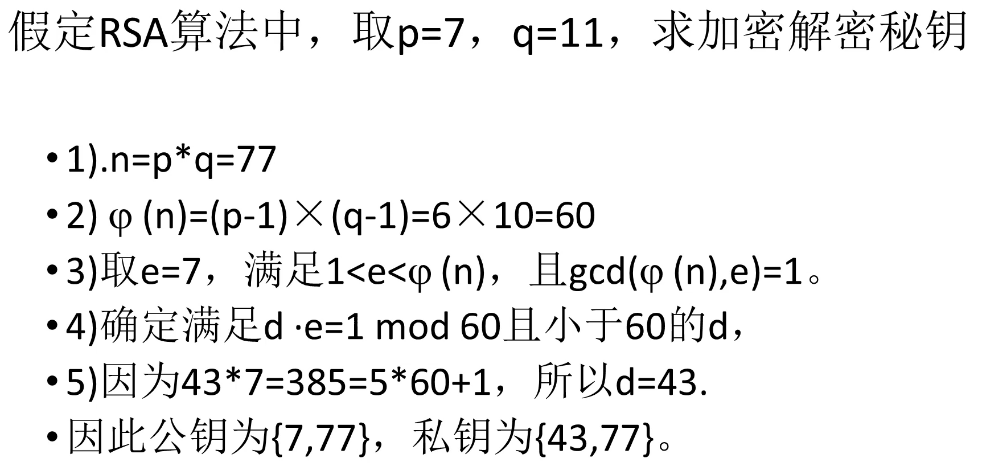 假定RSA算法中，取p=7，q=11，求加密解密秘钥
• 1).n=p*q=77
• 2) φ (n)=(p-1)×(q-1)=6×10=60
• 3)取e=7，满足1<e<φ (n)，且gcd(φ (n),e)=1。
• 4)确定满足d ·e=1 mod 60且小于60的d，
• 5)因为43*7=385=5*60+1，所以d=43.
• 因此公钥为{7,77}，私钥为{43,77}。